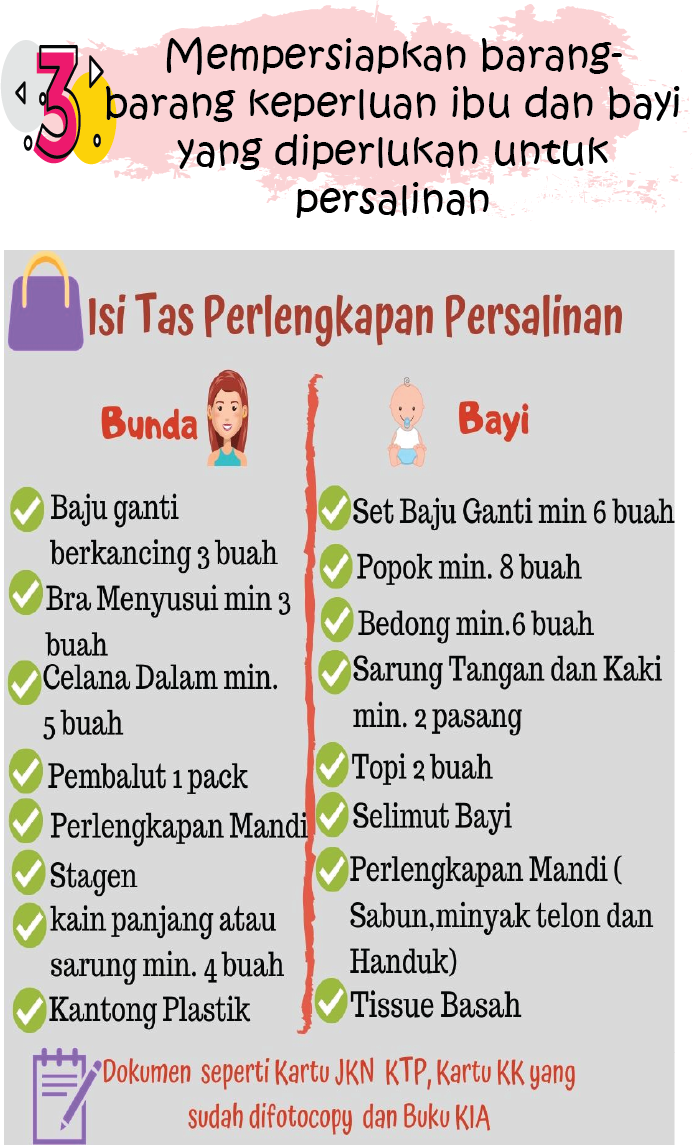 3
Mempersiapkan barang-
barang keperluan ibu dan bayi
yang diperlukan untuk
persalinan
Isi Tas Perlengkapan Persalinan
Bunda
Baju ganti
berkancing 3 buah
Bra Menyusui min 3
buah
Celana Dalam min.
5 buah
Pembalut 1 pack
Perlengkapan Mandi
Stagen
kain panjang atau
sarung min. 4 buah
Kantong Plastik
Bayi
Set Baju Ganti min 6 buah
Popok min. 8 buah
Bedong min.6 buah
Sarung Tangan dan Kaki
min. 2 pasang
Topi 2 buah
Selimut Bayi
Perlengkapan Mandi (
Sabun,minyak telon dan
Handuk)
Tissue Basah
Dokumen seperti Kartu JKN KTP, Kartu KK yang
sudah difotocopy dan Buku KIA